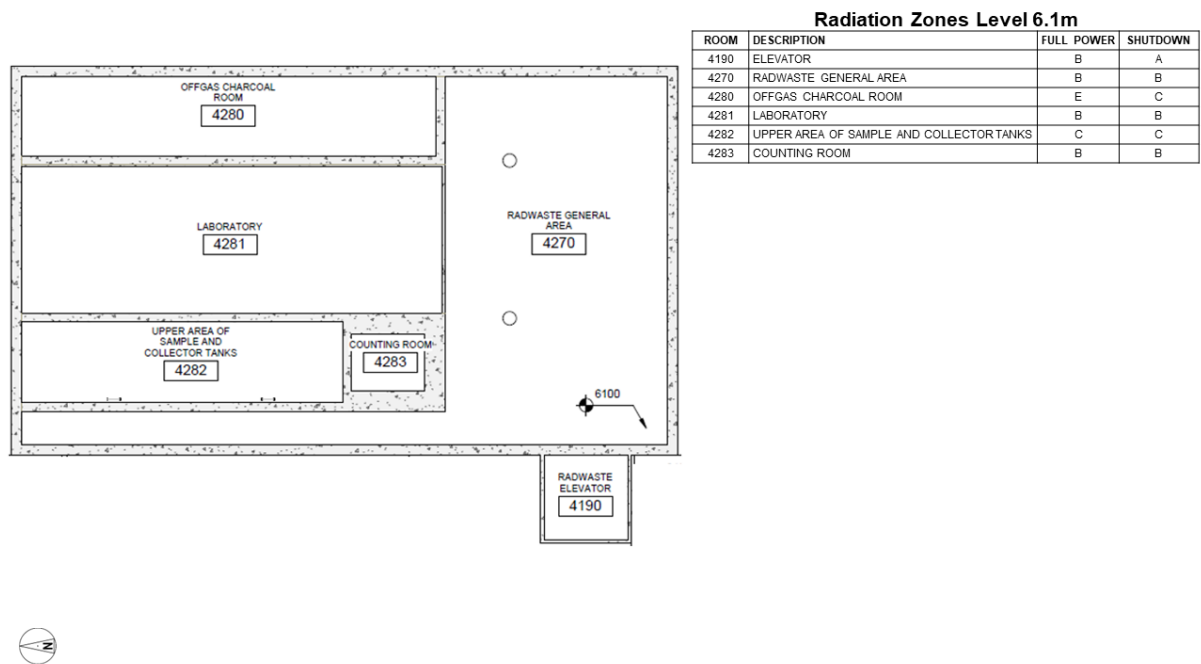 Radiation Zones Level 6.1m
ROOM DESCRIPTION FULL POWER SHUTDOWN
4190 ELEVATOR B A
4270 RADWASTE GENERAL AREA B B
4280 OFFGAS CHARCOAL ROOM E C
4281 LABORATORY B B
4282 UPPER AREA OF SAMPLE AND COLLECTOR TANKS C C
4283 COUNTING ROOM B B
OFFGAS CHARCOAL
ROOM
4280
LABORATORY
4281
RADWASTE GENERAL
AREA
4270
UPPER AREA OF
SAMPLE AND
COLLECTOR TANKS
4282
COUNTING ROOM
4283
6100
RADWASTE
ELEVATOR
4190
N